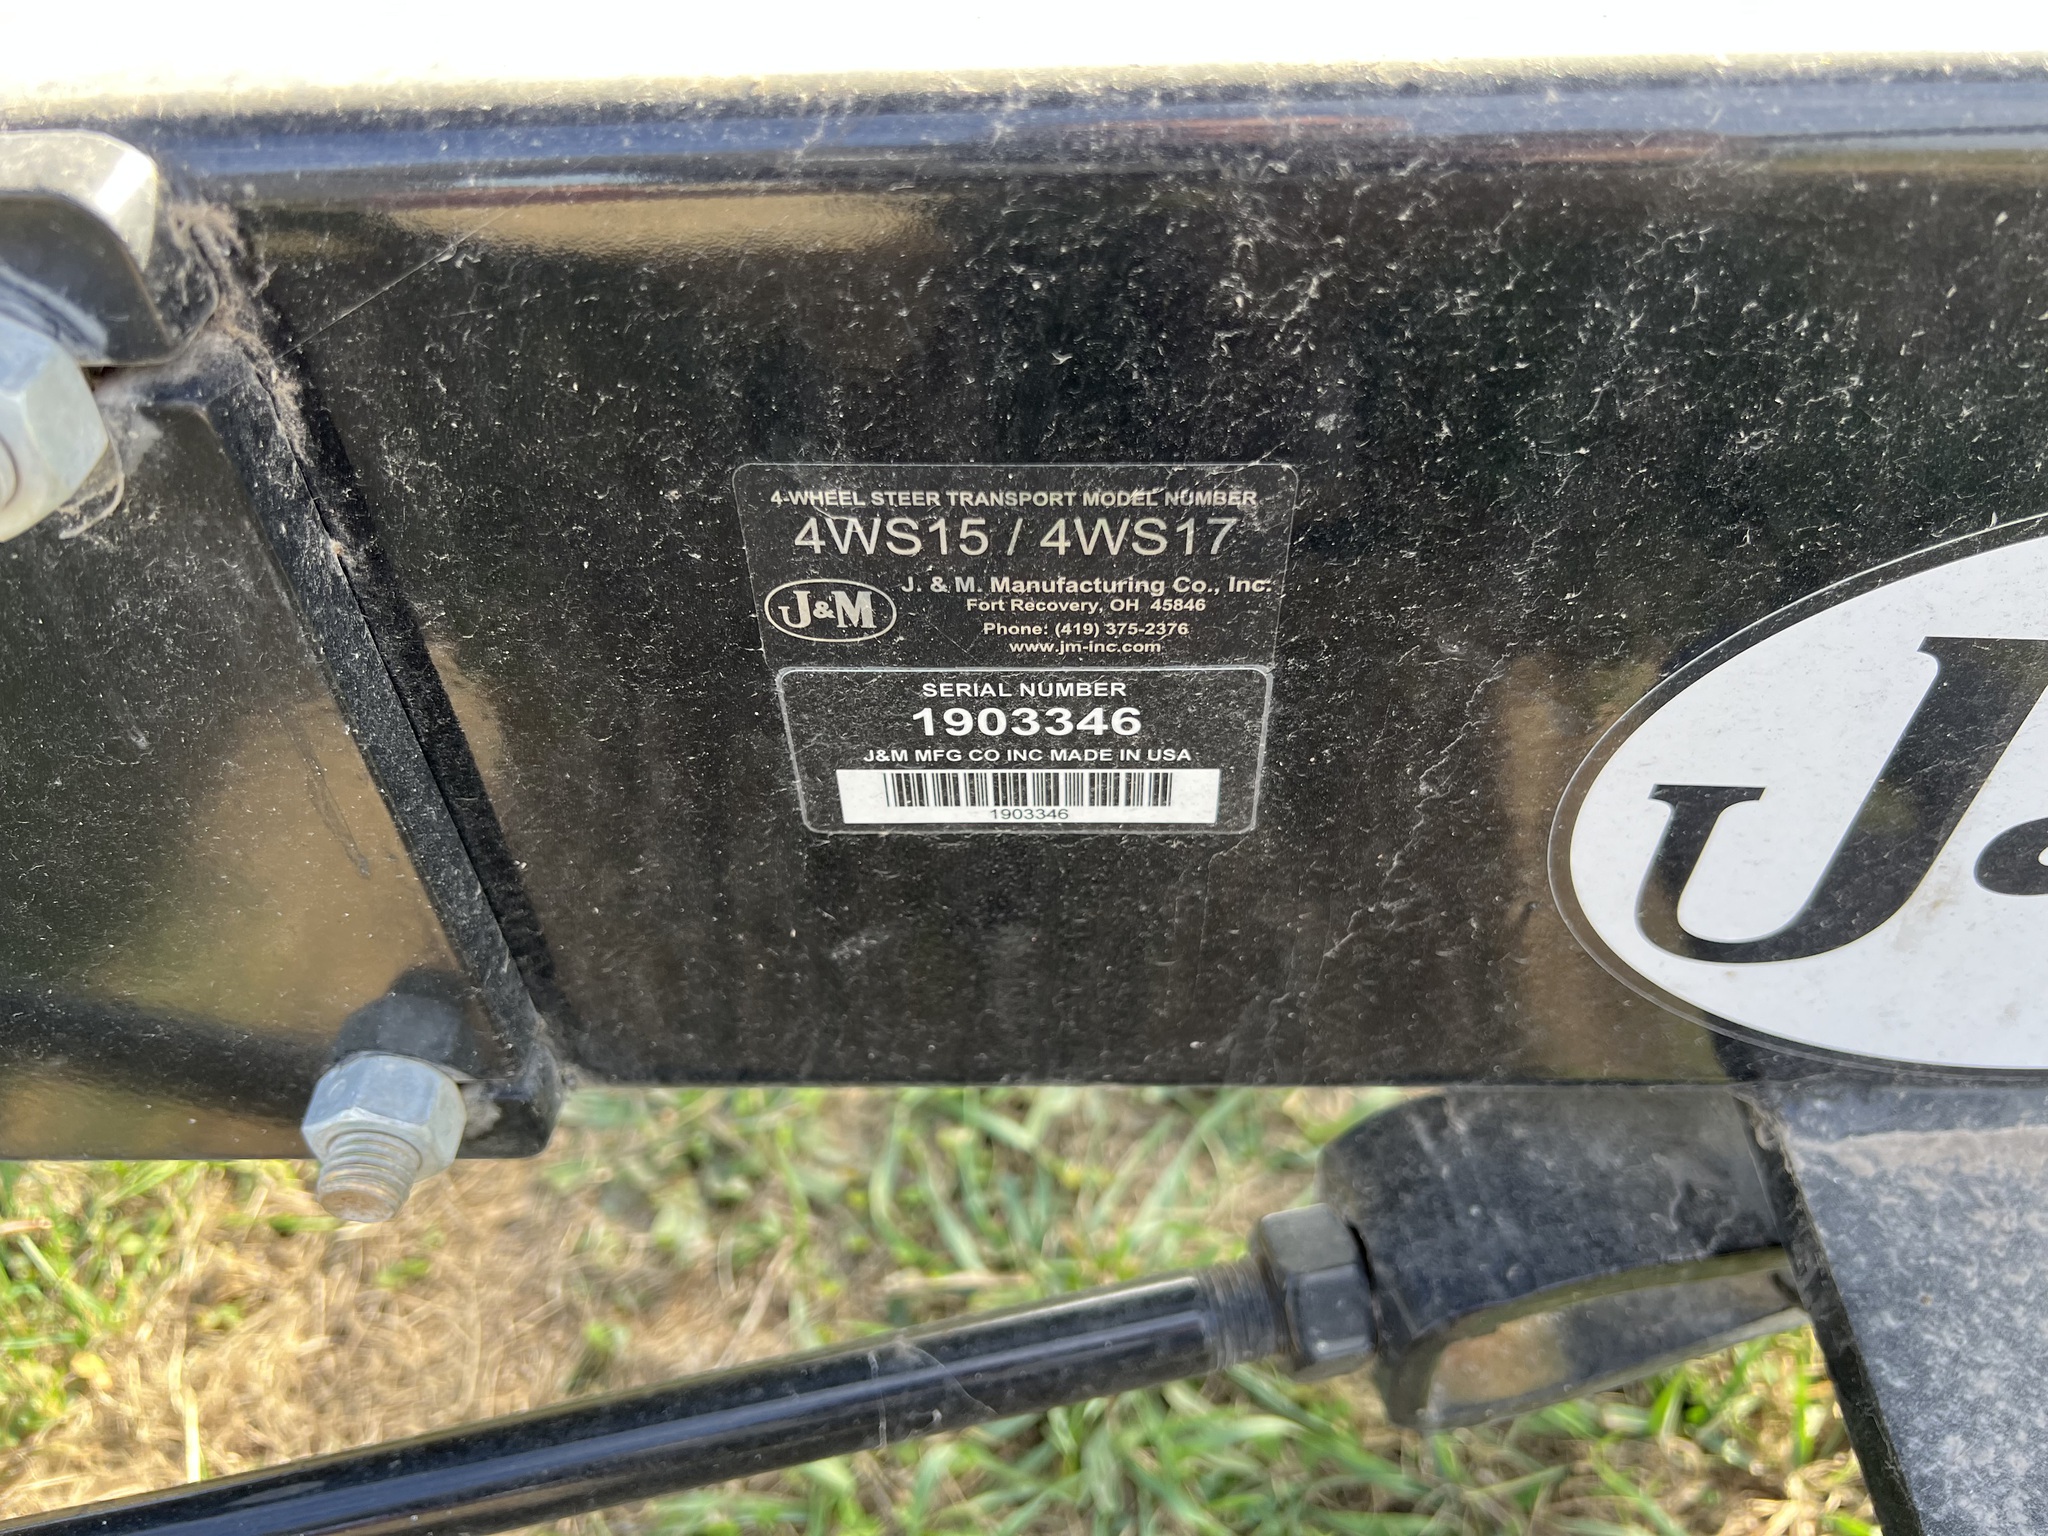 4-WHEEL STEER TRANSPORT MODEL NUMBER
4WS15 / 4WS17
J&M
J. & M. Manufacturing Co., Inc.
Fort Recovery, OH 45846
Phone: (419) 375-2376
www.jm-inc.com
SERIAL NUMBER
1903346
J&M MFG CO INC MADE IN USA
1903346
J&